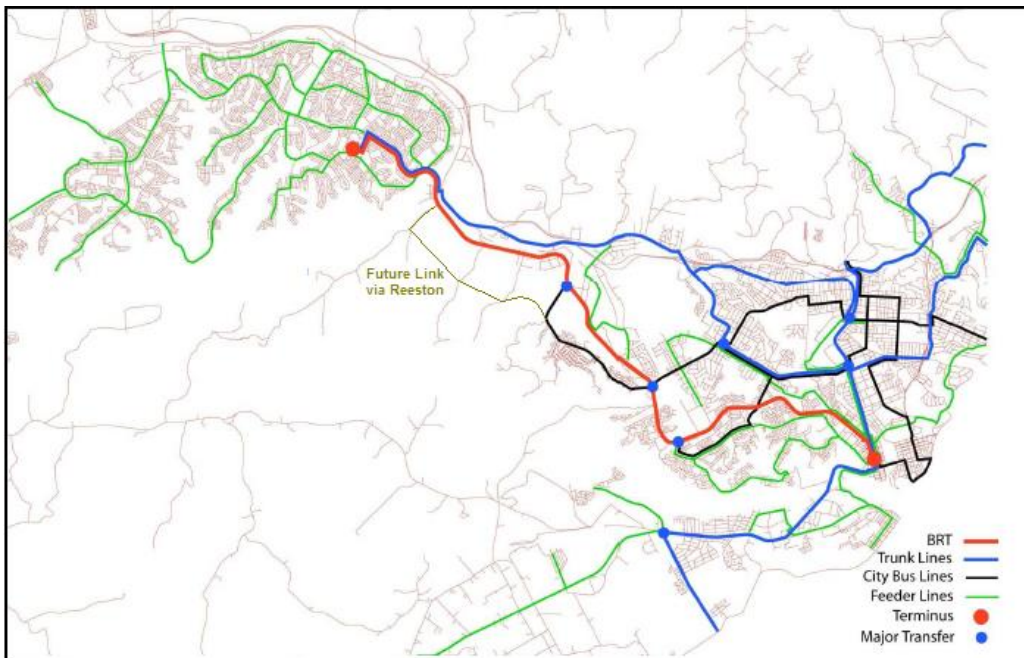 Future Link
via Reeston
BRT
Trunk Lines
City Bus Lines
Feeder Lines
Terminus
Major Transfer